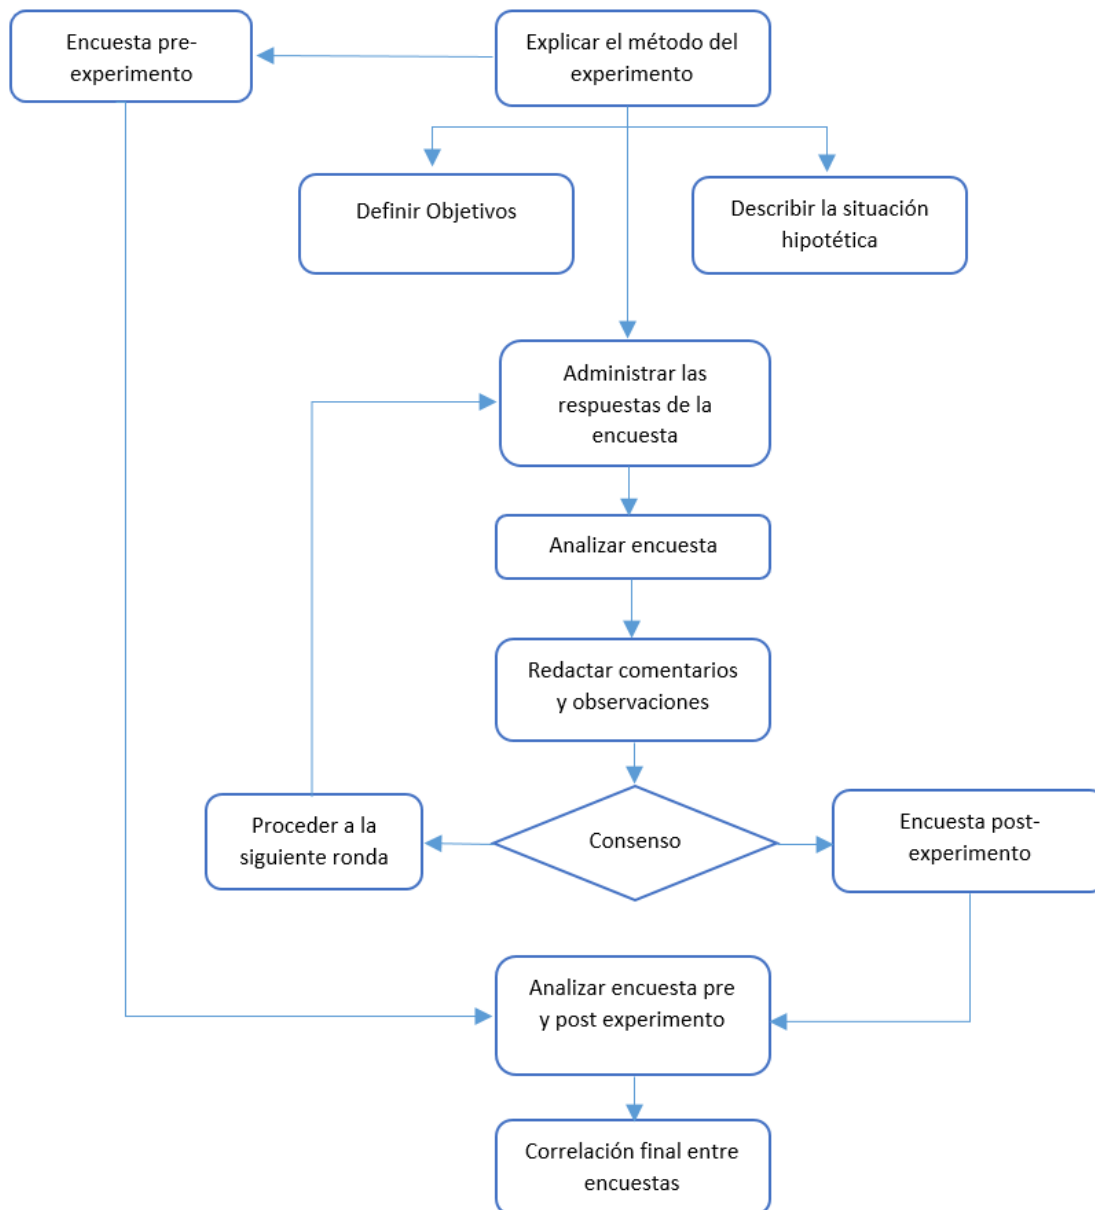 Encuesta pre-
experimento
Explicar el método del
experimento
Definir Objetivos
Describir la situación
hipotética
Administrar las
respuestas de la
encuesta
Analizar encuesta
Redactar comentarios
y observaciones
Proceder a la
siguiente ronda
Consenso
Encuesta post-
experimento
Analizar encuesta pre
y post experimento
Correlación final entre
encuestas